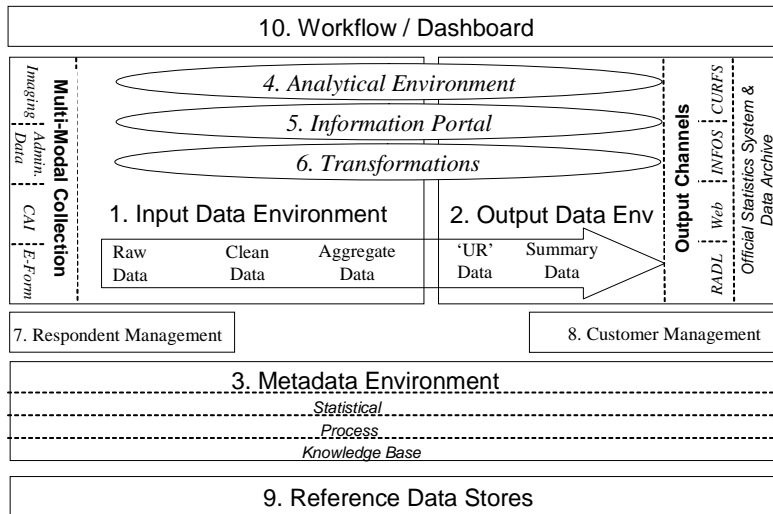 10. Workflow / Dashboard
Imaging
Admin.
Data
CAI
E-Form
Multi-Modal Collection
4. Analytical Environment
5. Information Portal
6. Transformations
1. Input Data Environment
2. Output Data Env
Raw
Data
Clean
Data
Aggregate
Data
‘UR’
Data
Summary
Data
Output Channels
CURFS
INFOS
Web
RADL
Official Statistics System &
Data Archive
7. Respondent Management
8. Customer Management
3. Metadata Environment
Statistical
Process
Knowledge Base
9. Reference Data Stores